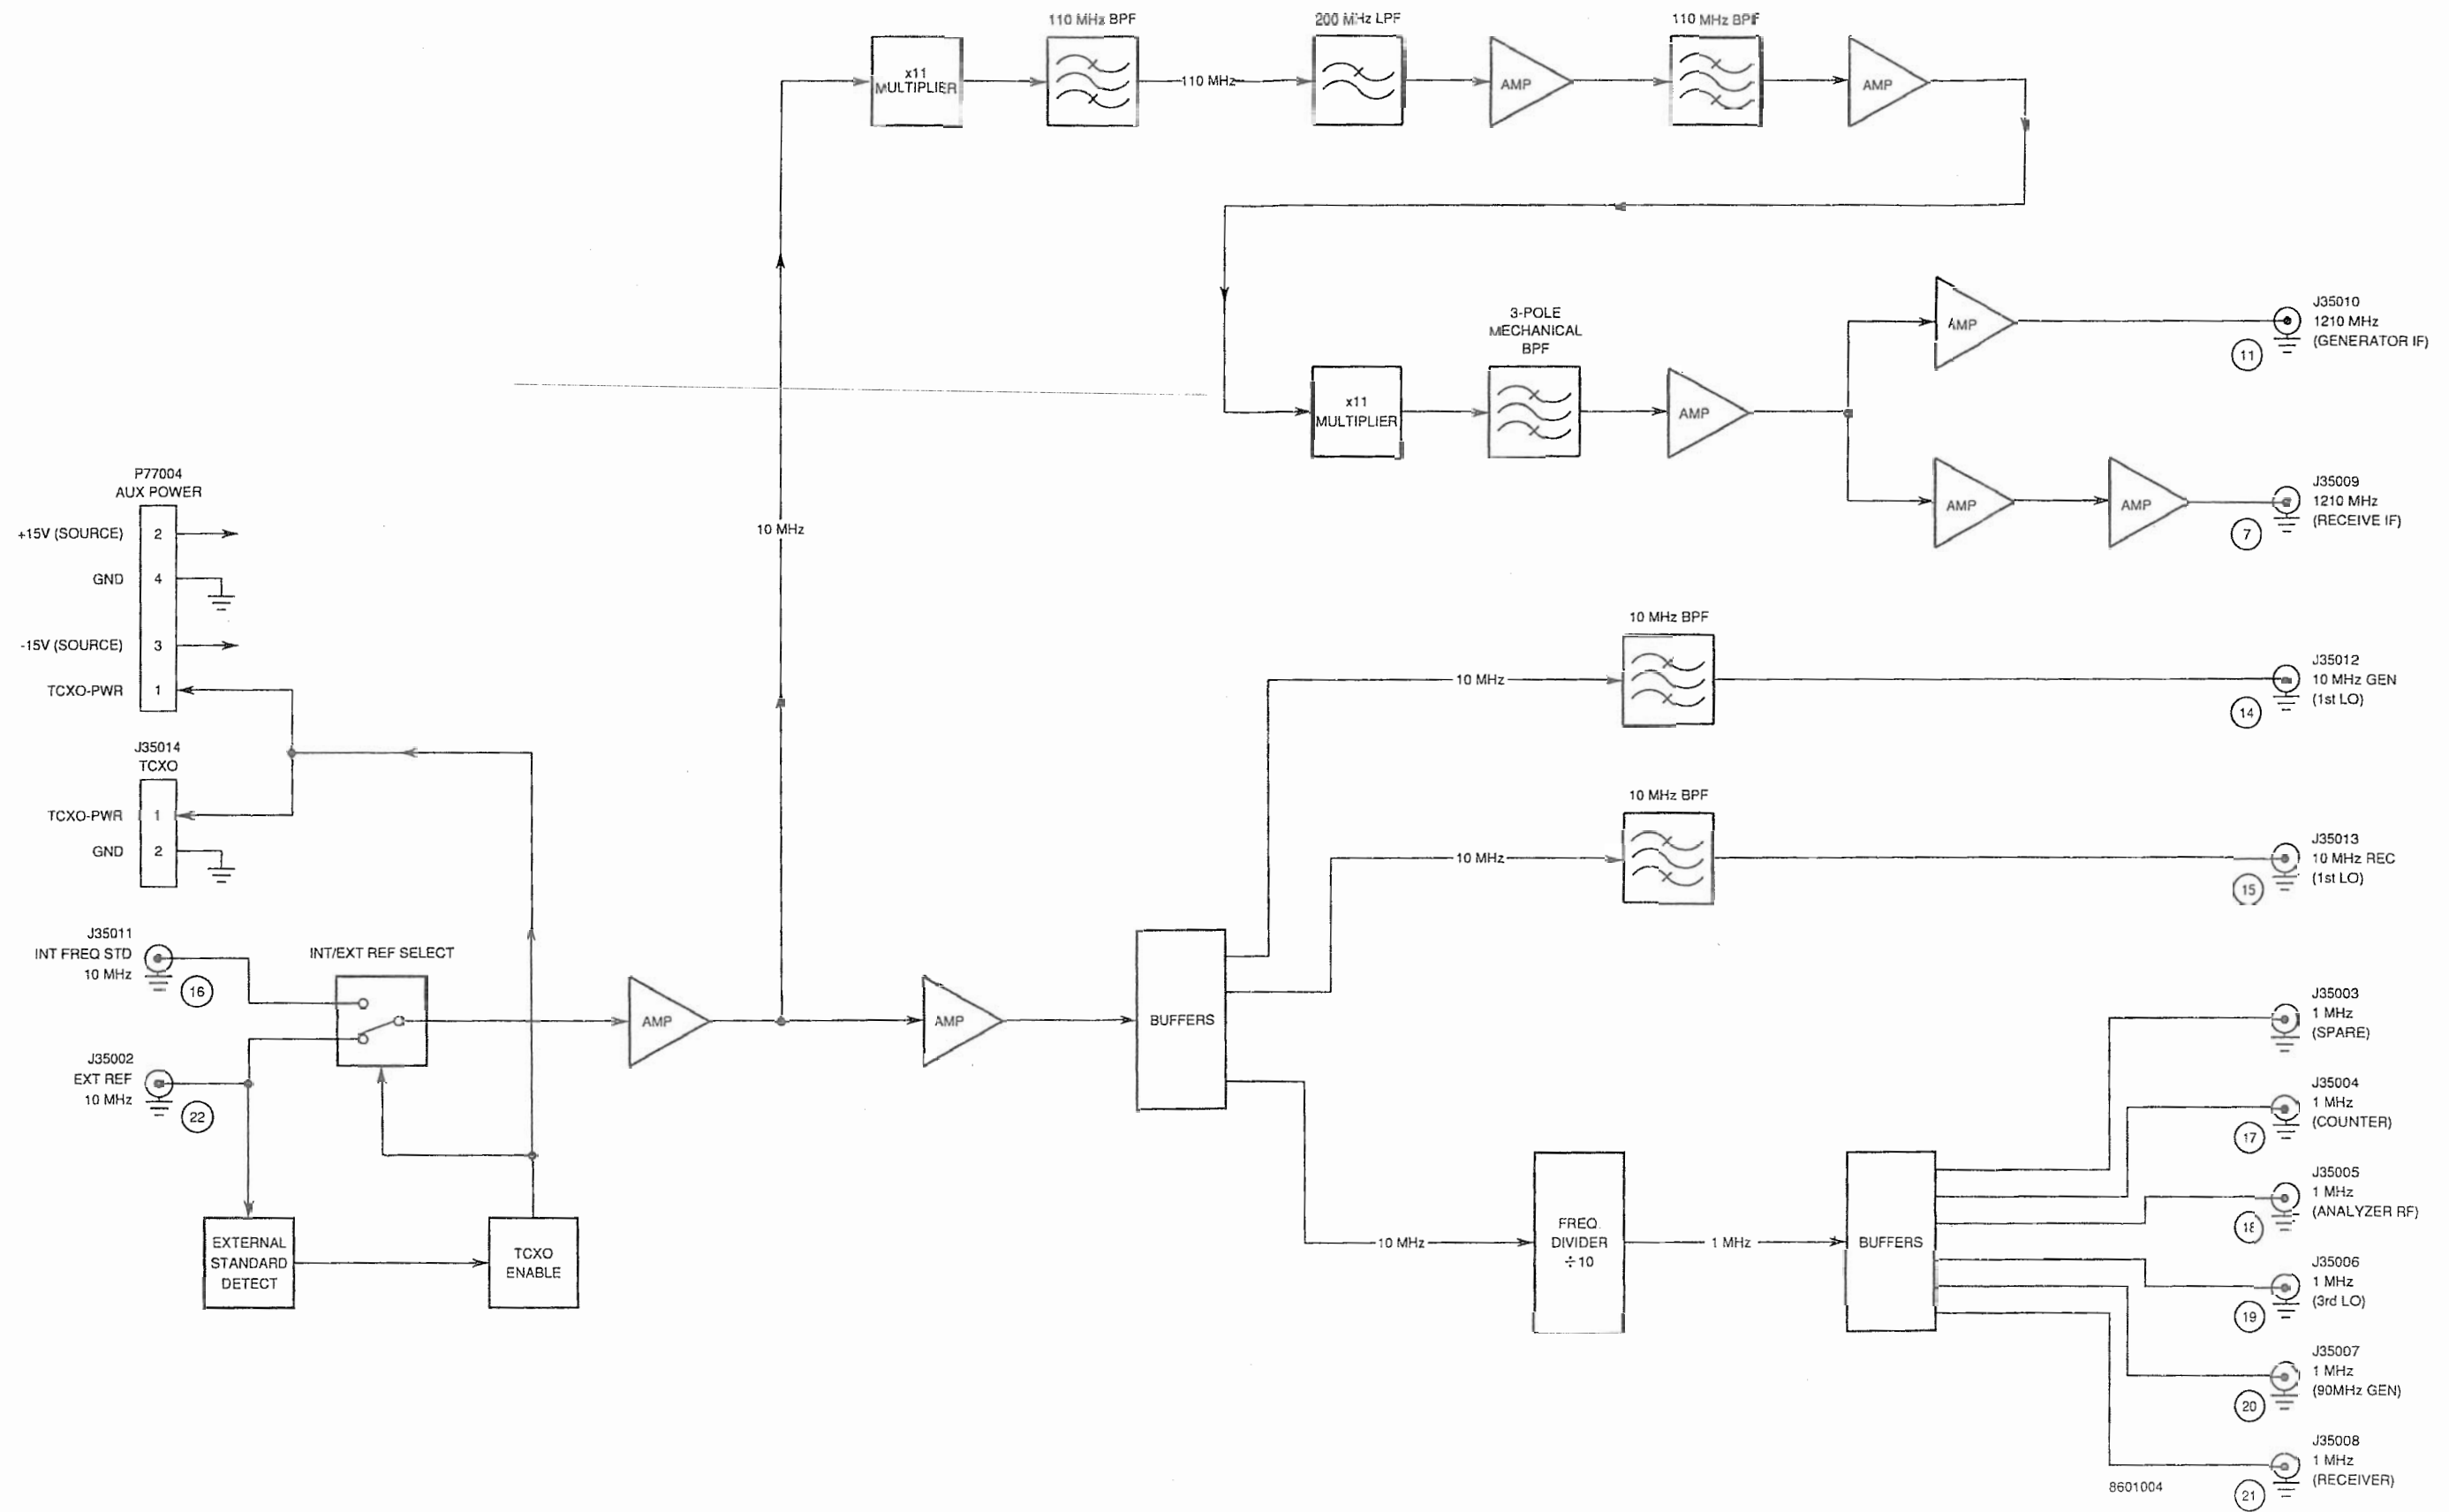 110 MHz BPF
200 MHz LPF
110 MHz BPF
x11
MULTIPLIER
110 MHz
AMP
AMP
3-POLE
MECHANICAL
BPF
x11
MULTIPLIER
AMP
AMP
J35010
1210 MHz
(GENERATOR IF)
11
AMP
AMP
J35009
1210 MHz
(RECEIVE IF)
7
P77004
AUX POWER
+15V (SOURCE)
2
GND
4
-15V (SOURCE)
3
TCXO-PWR
1
J35014
TCXO
TCXO-PWR
1
GND
2
10 MHz
10 MHz BPF
10 MHz
J35012
10 MHz GEN
(1st LO)
14
10 MHz BPF
10 MHz
J35013
10 MHz REC
(1st LO)
15
J35011
INT FREQ STD
10 MHz
16
INT/EXT REF SELECT
J35002
EXT REF
10 MHz
22
AMP
AMP
BUFFERS
EXTERNAL
STANDARD
DETECT
TCXO
ENABLE
10 MHz
FREQ.
DIVIDER
÷10
1 MHz
BUFFERS
J35003
1 MHz
(SPARE)
J35004
1 MHz
(COUNTER)
17
J35005
1 MHz
(ANALYZER RF)
18
J35006
1 MHz
(3rd LO)
19
J35007
1 MHz
(90MHz GEN)
20
J35008
1 MHz
(RECEIVER)
21
8601004